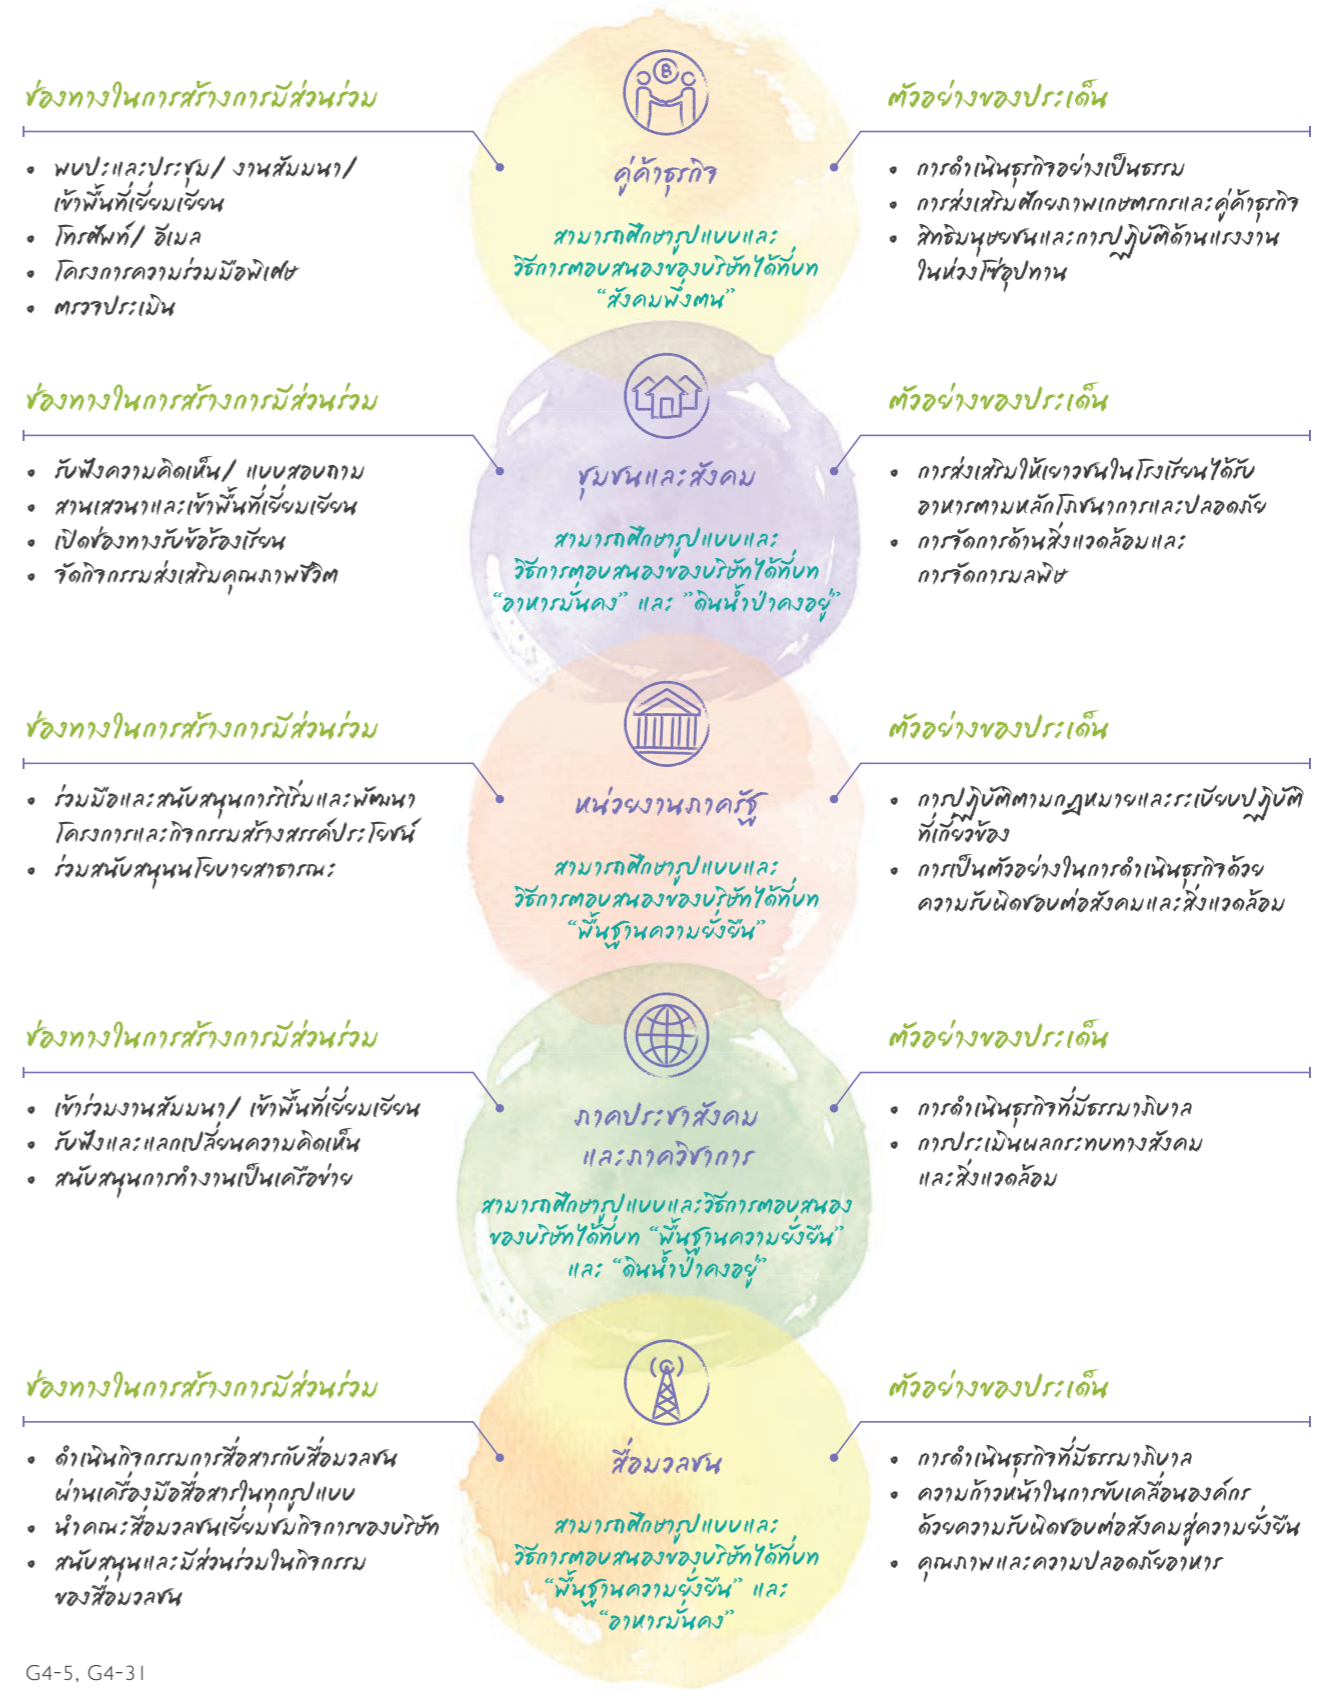 ช่องทางในการสร้างการมีส่วนร่วม
• พบปะและประชุม/ งานสัมมนา/
เข้าพื้นที่เยี่ยมเยียน
• โทรศัพท์/ อีเมล
• โครงการความร่วมมือพิเศษ
• ตรวจประเมิน
คู่ค้าธุรกิจ
สามารถศึกษารูปแบบและ
วิธีการตอบสนองของบริษัทได้ที่บท
“สังคมพึ่งตน”
ตัวอย่างของประเด็น
• การดำเนินธุรกิจอย่างเป็นธรรม
• การส่งเสริมศักยภาพเกษตรกรและคู่ค้าธุรกิจ
• สิทธิมนุษยชนและการปฏิบัติด้านแรงงาน
ในห่วงโซ่อุปทาน
ช่องทางในการสร้างการมีส่วนร่วม
• รับฟังความคิดเห็น/ แบบสอบถาม
• สานเสวนาและเข้าพื้นที่เยี่ยมเยียน
• เปิดช่องทางรับข้อร้องเรียน
• จัดกิจกรรมส่งเสริมคุณภาพชีวิต
ชุมชนและสังคม
สามารถศึกษารูปแบบและ
วิธีการตอบสนองของบริษัทได้ที่บท
“อาหารมั่นคง” และ ”ดินน้ำป่าคงอยู่”
ตัวอย่างของประเด็น
• การส่งเสริมให้เยาวชนในโรงเรียนได้รับ
อาหารตามหลักโภชนาการและปลอดภัย
• การจัดการด้านสิ่งแวดล้อมและ
การจัดการมลพิษ
ช่องทางในการสร้างการมีส่วนร่วม
• ร่วมมือและสนับสนุนการริเริ่มและพัฒนา
โครงการและกิจกรรมสร้างสรรค์ประโยชน์
• ร่วมสนับสนุนนโยบายสาธารณะ
หน่วยงานภาครัฐ
สามารถศึกษารูปแบบและ
วิธีการตอบสนองของบริษัทได้ที่บท
“พื้นฐานความยั่งยืน”
ตัวอย่างของประเด็น
• การปฏิบัติตามกฎหมายและระเบียบปฏิบัติ
ที่เกี่ยวข้อง
• การเป็นตัวอย่างในการดำเนินธุรกิจด้วย
ความรับผิดชอบต่อสังคมและสิ่งแวดล้อม
ช่องทางในการสร้างการมีส่วนร่วม
• เข้าร่วมงานสัมมนา/ เข้าพื้นที่เยี่ยมเยียน
• รับฟังและแลกเปลี่ยนความคิดเห็น
• สนับสนุนการทำงานเป็นเครือข่าย
ภาคประชาสังคม
และภาควิชาการ
สามารถศึกษารูปแบบและวิธีการตอบสนอง
ของบริษัทได้ที่บท “พื้นฐานความยั่งยืน”
และ “ดินน้ำป่าคงอยู่”
ตัวอย่างของประเด็น
• การดำเนินธุรกิจที่มีธรรมาภิบาล
• การประเมินผลกระทบทางสังคม
และสิ่งแวดล้อม
ช่องทางในการสร้างการมีส่วนร่วม
• ดำเนินกิจกรรมการสื่อสารกับสื่อมวลชน
ผ่านเครื่องมือสื่อสารในทุกรูปแบบ
• นำคณะสื่อมวลชนเยี่ยมชมกิจการของบริษัท
• สนับสนุนและมีส่วนร่วมในกิจกรรม
ของสื่อมวลชน
สื่อมวลชน
สามารถศึกษารูปแบบและ
วิธีการตอบสนองของบริษัทได้ที่บท
“พื้นฐานความยั่งยืน” และ
“อาหารมั่นคง”
ตัวอย่างของประเด็น
• การดำเนินธุรกิจที่มีธรรมาภิบาล
• ความก้าวหน้าในการขับเคลื่อนองค์กร
ด้วยความรับผิดชอบต่อสังคมสู่ความยั่งยืน
• คุณภาพและความปลอดภัยอาหาร
G4-5, G4-31